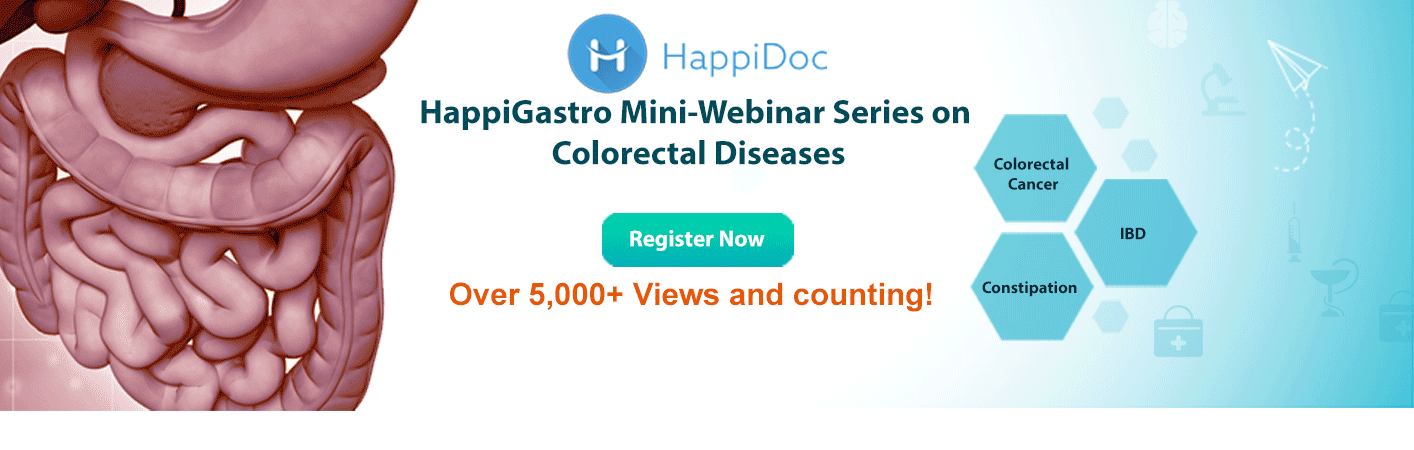 HappiDoc
HappiGastro Mini-Webinar Series on
Colorectal Diseases
Register Now
Over 5,000+ Views and counting!
Colorectal
Cancer
IBD
Constipation